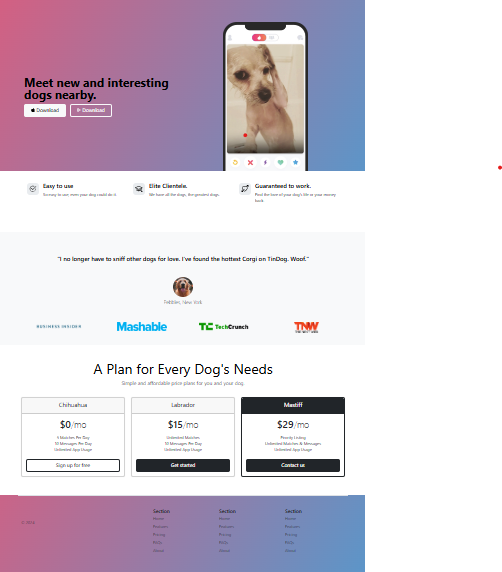 Meet new and interesting
dogs nearby.
Download
Download
Easy to use
So easy to use, even your dog could do it.
Elite Clientele.
We have all the dogs, the greatest dogs.
Guaranteed to work.
Find the love of your dog's life or your money
back.
"I no longer have to sniff other dogs for love. I've found the hottest Corgi on TinDog. Woof."
Pebbles, New York
BUSINESS INSIDER
Mashable
TC TechCrunch
TNW
A Plan for Every Dog's Needs
Simple and affordable price plans for you and your dog.
Chihuahua
$0/mo
5 Matches Per Day
10 Messages Per Day
Unlimited App Usage
Sign up for free
Labrador
$15/mo
Unlimited Matches
50 Messages Per Day
Unlimited App Usage
Get started
Mastiff
$29/mo
Priority Listing
Unlimited Matches & Messages
Unlimited App Usage
Contact us
Section
Home
Features
Pricing
FAQs
About
Section
Home
Features
Pricing
FAQs
About
Section
Home
Features
Pricing
FAQs
About